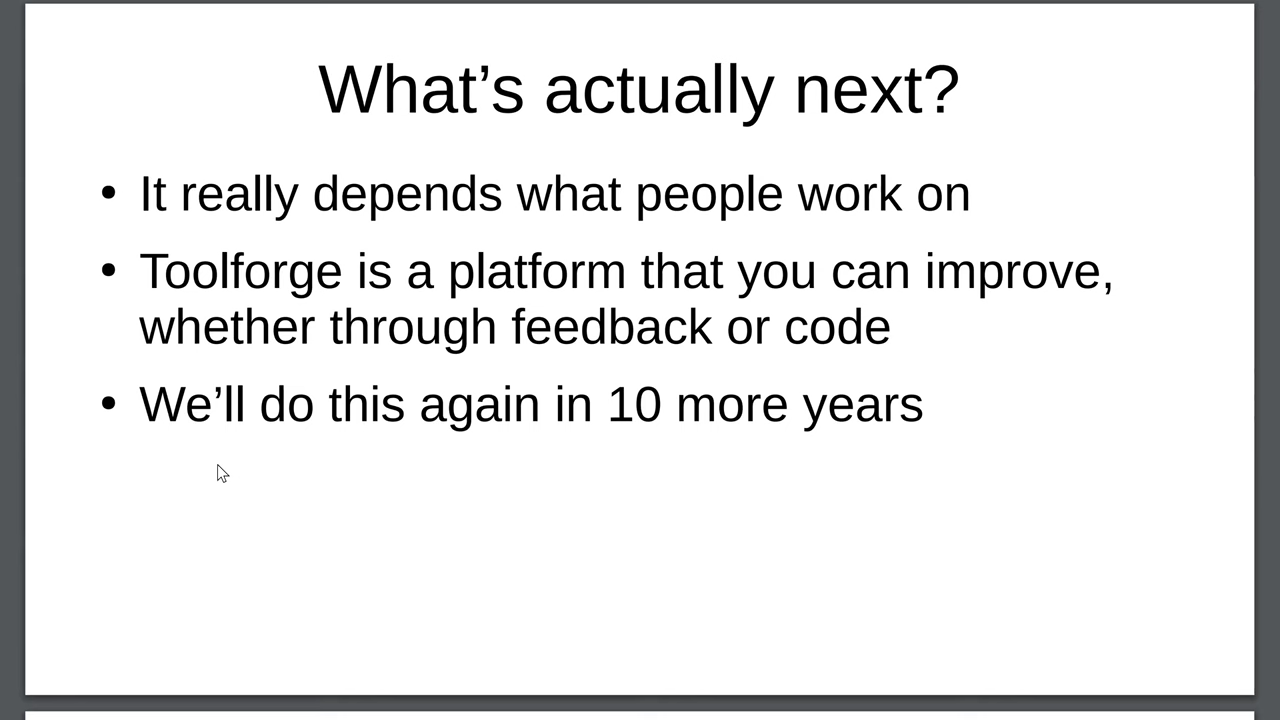 What’s actually next?
• It really depends what people work on
• Toolforge is a platform that you can improve,
whether through feedback or code
• We’ll do this again in 10 more years